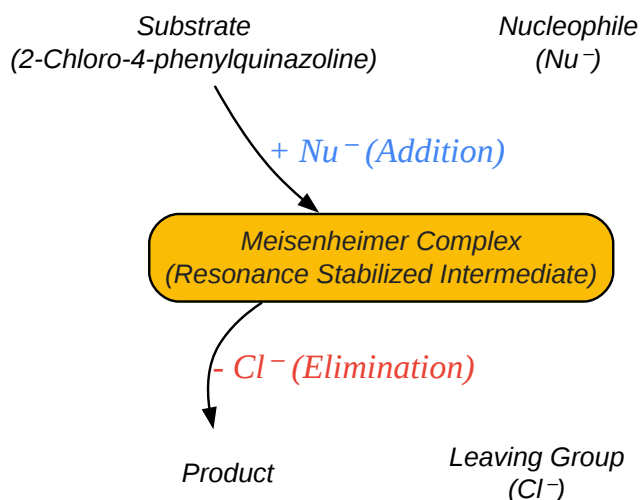 Substrate
(2-Chloro-4-phenylquinazoline)
Nucleophile
(Nu⁻)
+ Nu⁻ (Addition)
Meisenheimer Complex
(Resonance Stabilized Intermediate)
- Cl⁻ (Elimination)
Product
Leaving Group
(Cl⁻)